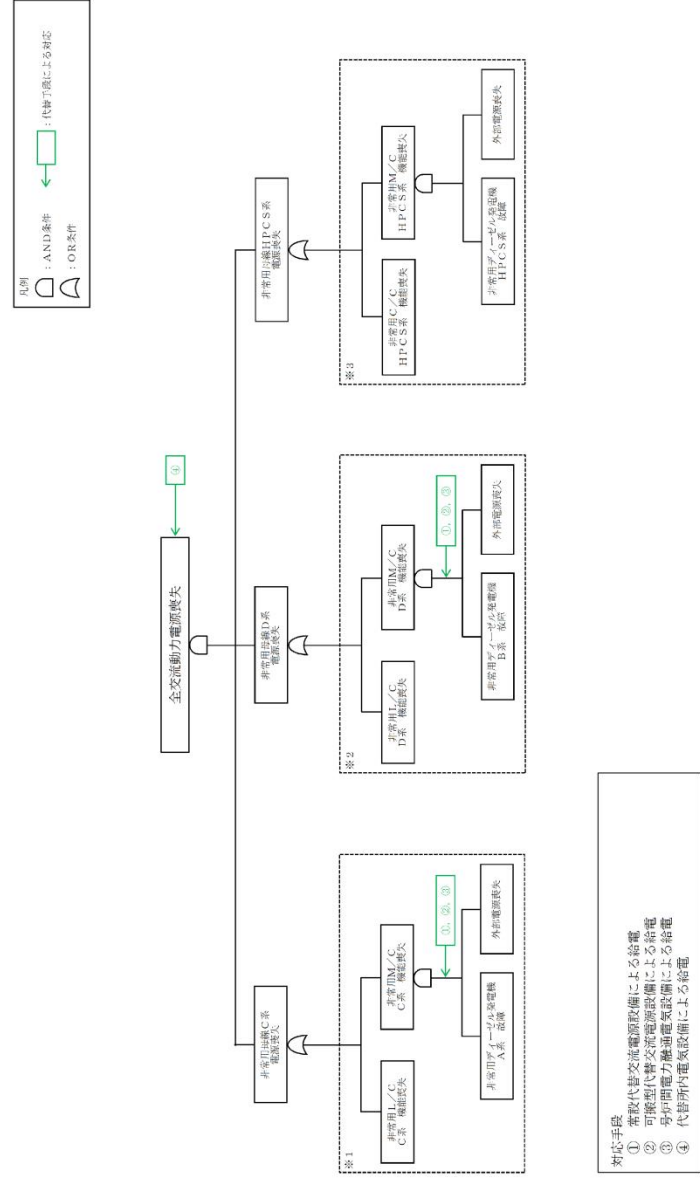 凡例
：AND条件
：代替手段による対応
：OR条件
全交流動力電源喪失
④
非常用母線C系
電源喪失
非常用母線D系
電源喪失
非常用母線HPCS系
電源喪失
※1
非常用L／C
C系 機能喪失
非常用M／C
C系 機能喪失
①，②，③
非常用ディーゼル発電機
A系 故障
外部電源喪失
※2
非常用L／C
D系 機能喪失
非常用M／C
D系 機能喪失
①，②，③
非常用ディーゼル発電機
B系 故障
外部電源喪失
※3
非常用C／C
HPCS系 機能喪失
非常用M／C
HPCS系 機能喪失
非常用ディーゼル発電機
HPCS系 故障
外部電源喪失
対応手段
① 常設代替交流電源設備による給電
② 可搬型代替交流電源設備による給電
③ 号炉間電力融通電気設備による給電
④ 代替所内電気設備による給電